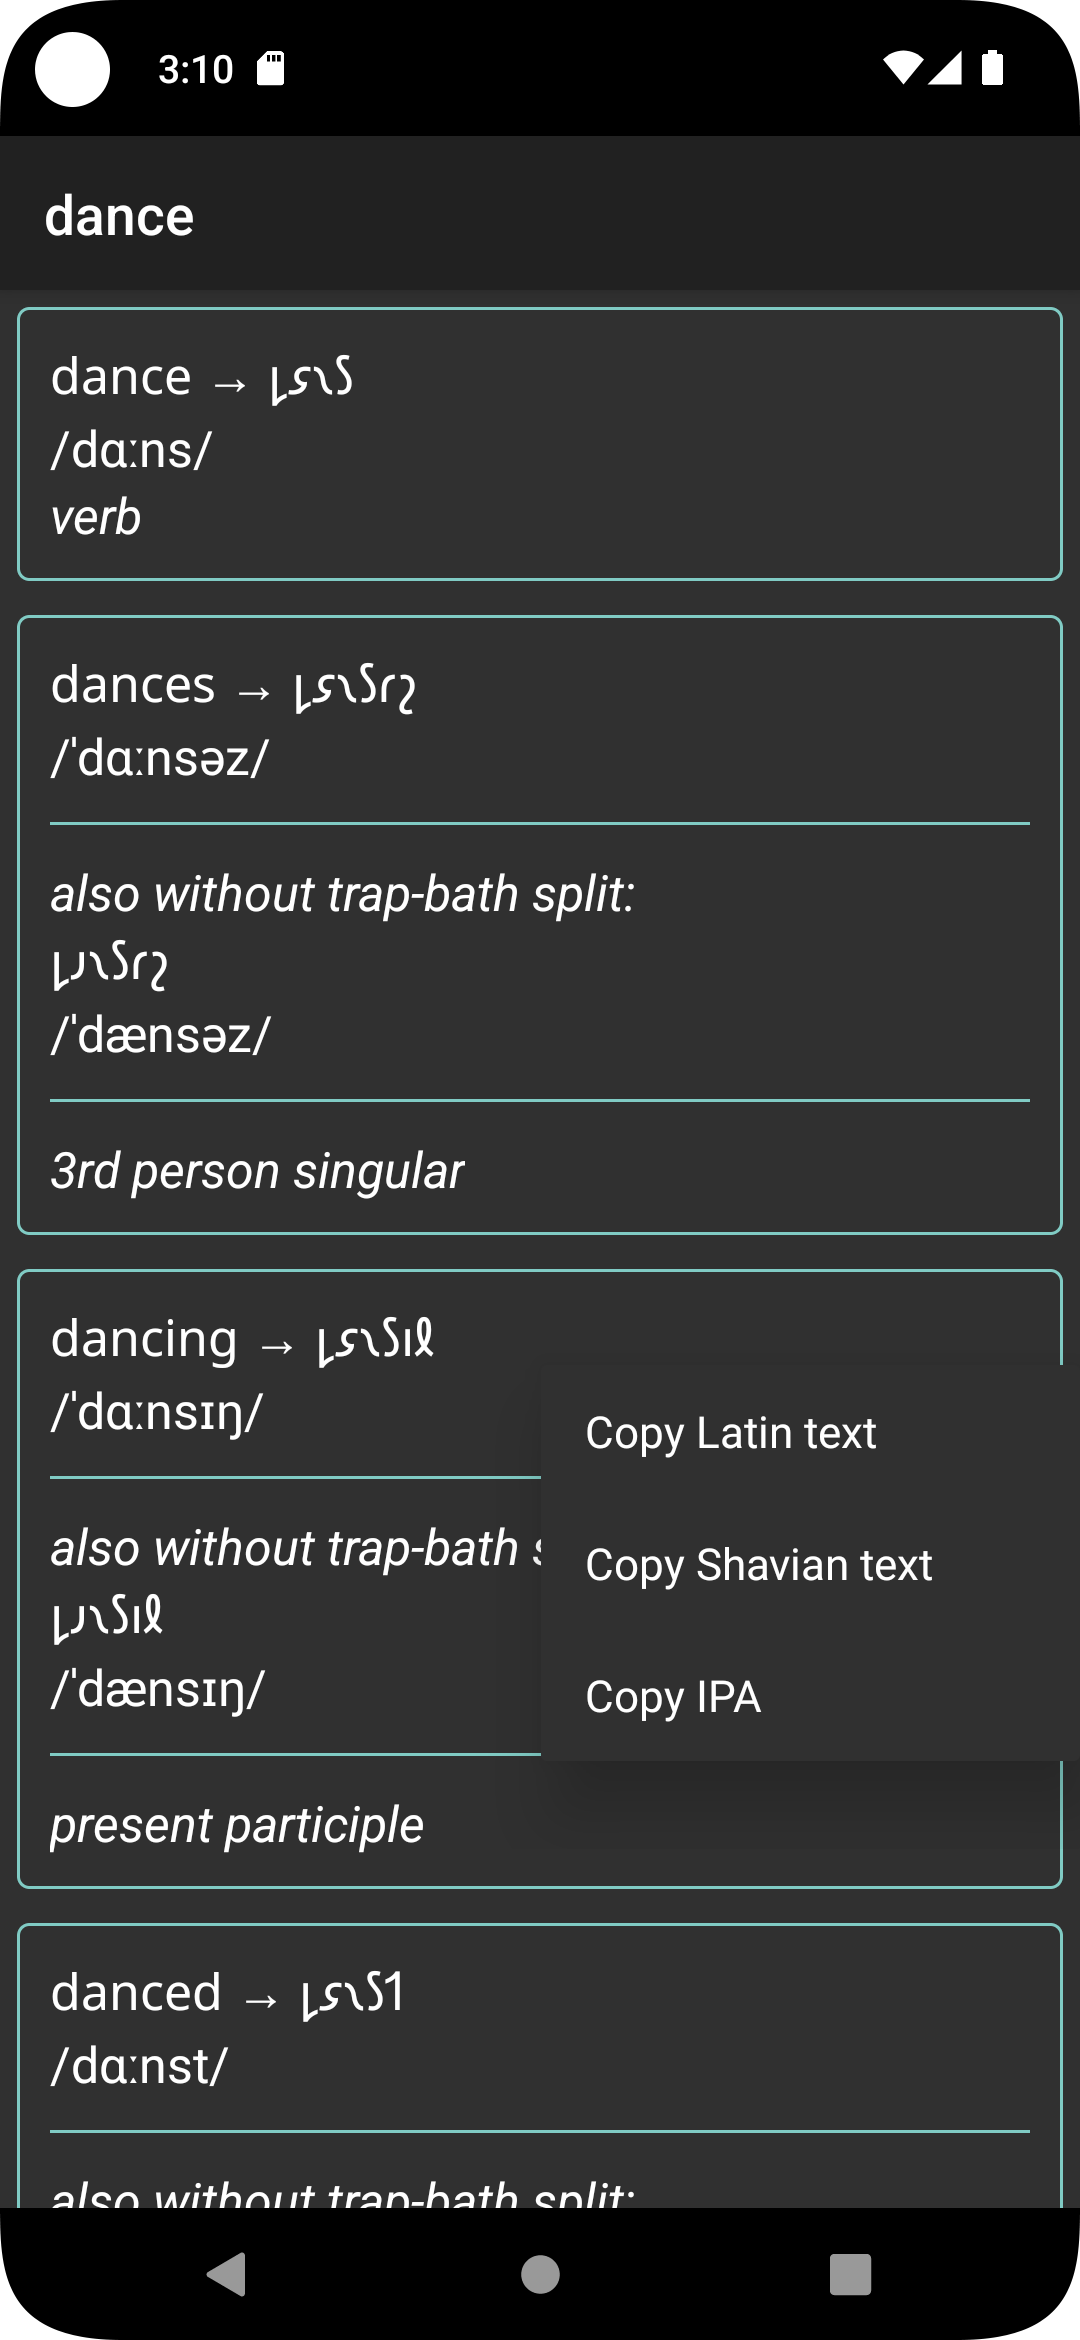 3:10
dance
dance → 𐑛𐑭𐑯𐑕
/dɑːns/
verb
dances → 𐑛𐑭𐑯𐑕𐑩𐑟
/ˈdɑːnsəz/
also without trap-bath split:
𐑛𐑨𐑯𐑕𐑩𐑟
/ˈdænsəz/
3rd person singular
dancing → 𐑛𐑭𐑯𐑕𐑦𐑙
/ˈdɑːnsɪŋ/
also without trap-bath
𐑛𐑨𐑯𐑕𐑦𐑙
/ˈdænsɪŋ/
present participle
Copy Latin text
Copy Shavian text
Copy IPA
danced → 𐑛𐑭𐑯𐑕𐑑
/dɑːnst/
also without trap-bath split: